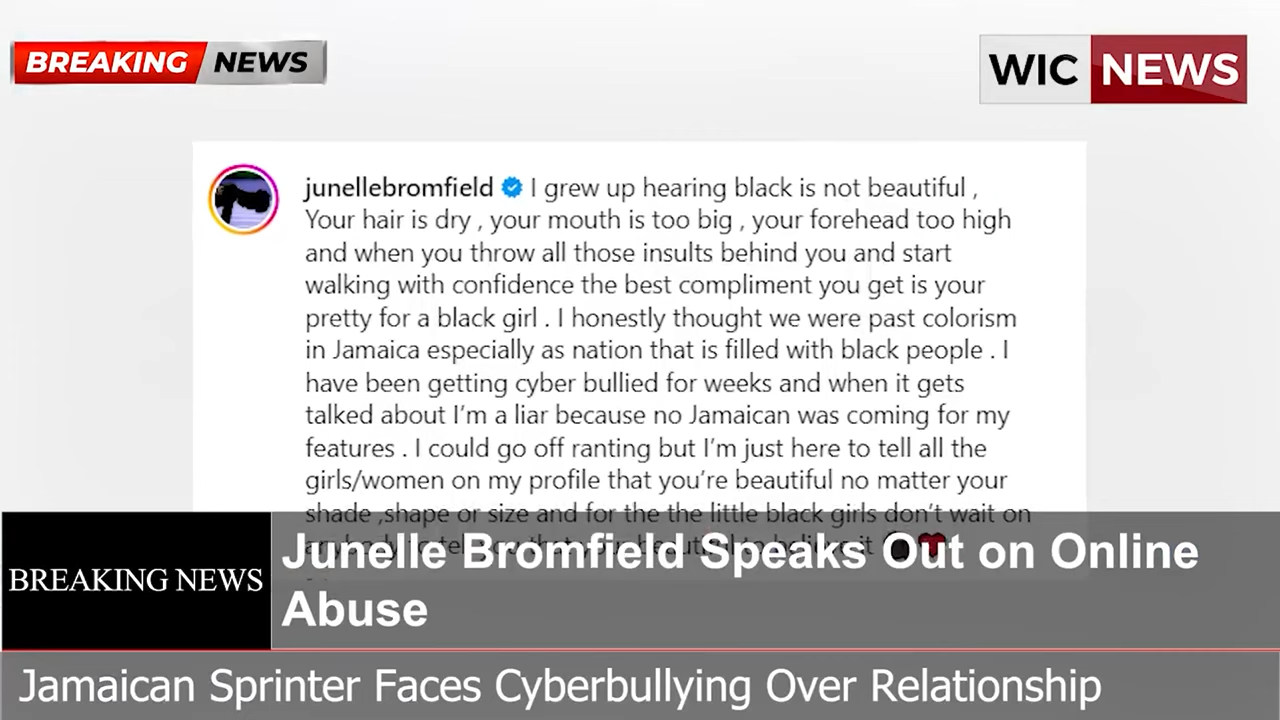 BREAKING NEWS
WIC NEWS
junellebromfield I grew up hearing black is not beautiful ,
Your hair is dry , your mouth is too big , your forehead too high
and when you throw all those insults behind you and start
walking with confidence the best compliment you get is your
pretty for a black girl . I honestly thought we were past colorism
in Jamaica especially as nation that is filled with black people . I
have been getting cyber bullied for weeks and when it gets
talked about I'm a liar because no Jamaican was coming for my
features . I could go off ranting but I'm just here to tell all the
girls/women on my profile that you're beautiful no matter your
shade ,shape or size and for the the little black girls don't wait on
BREAKING NEWS
Junelle Bromfield Speaks Out on Online
Abuse
Jamaican Sprinter Faces Cyberbullying Over Relationship